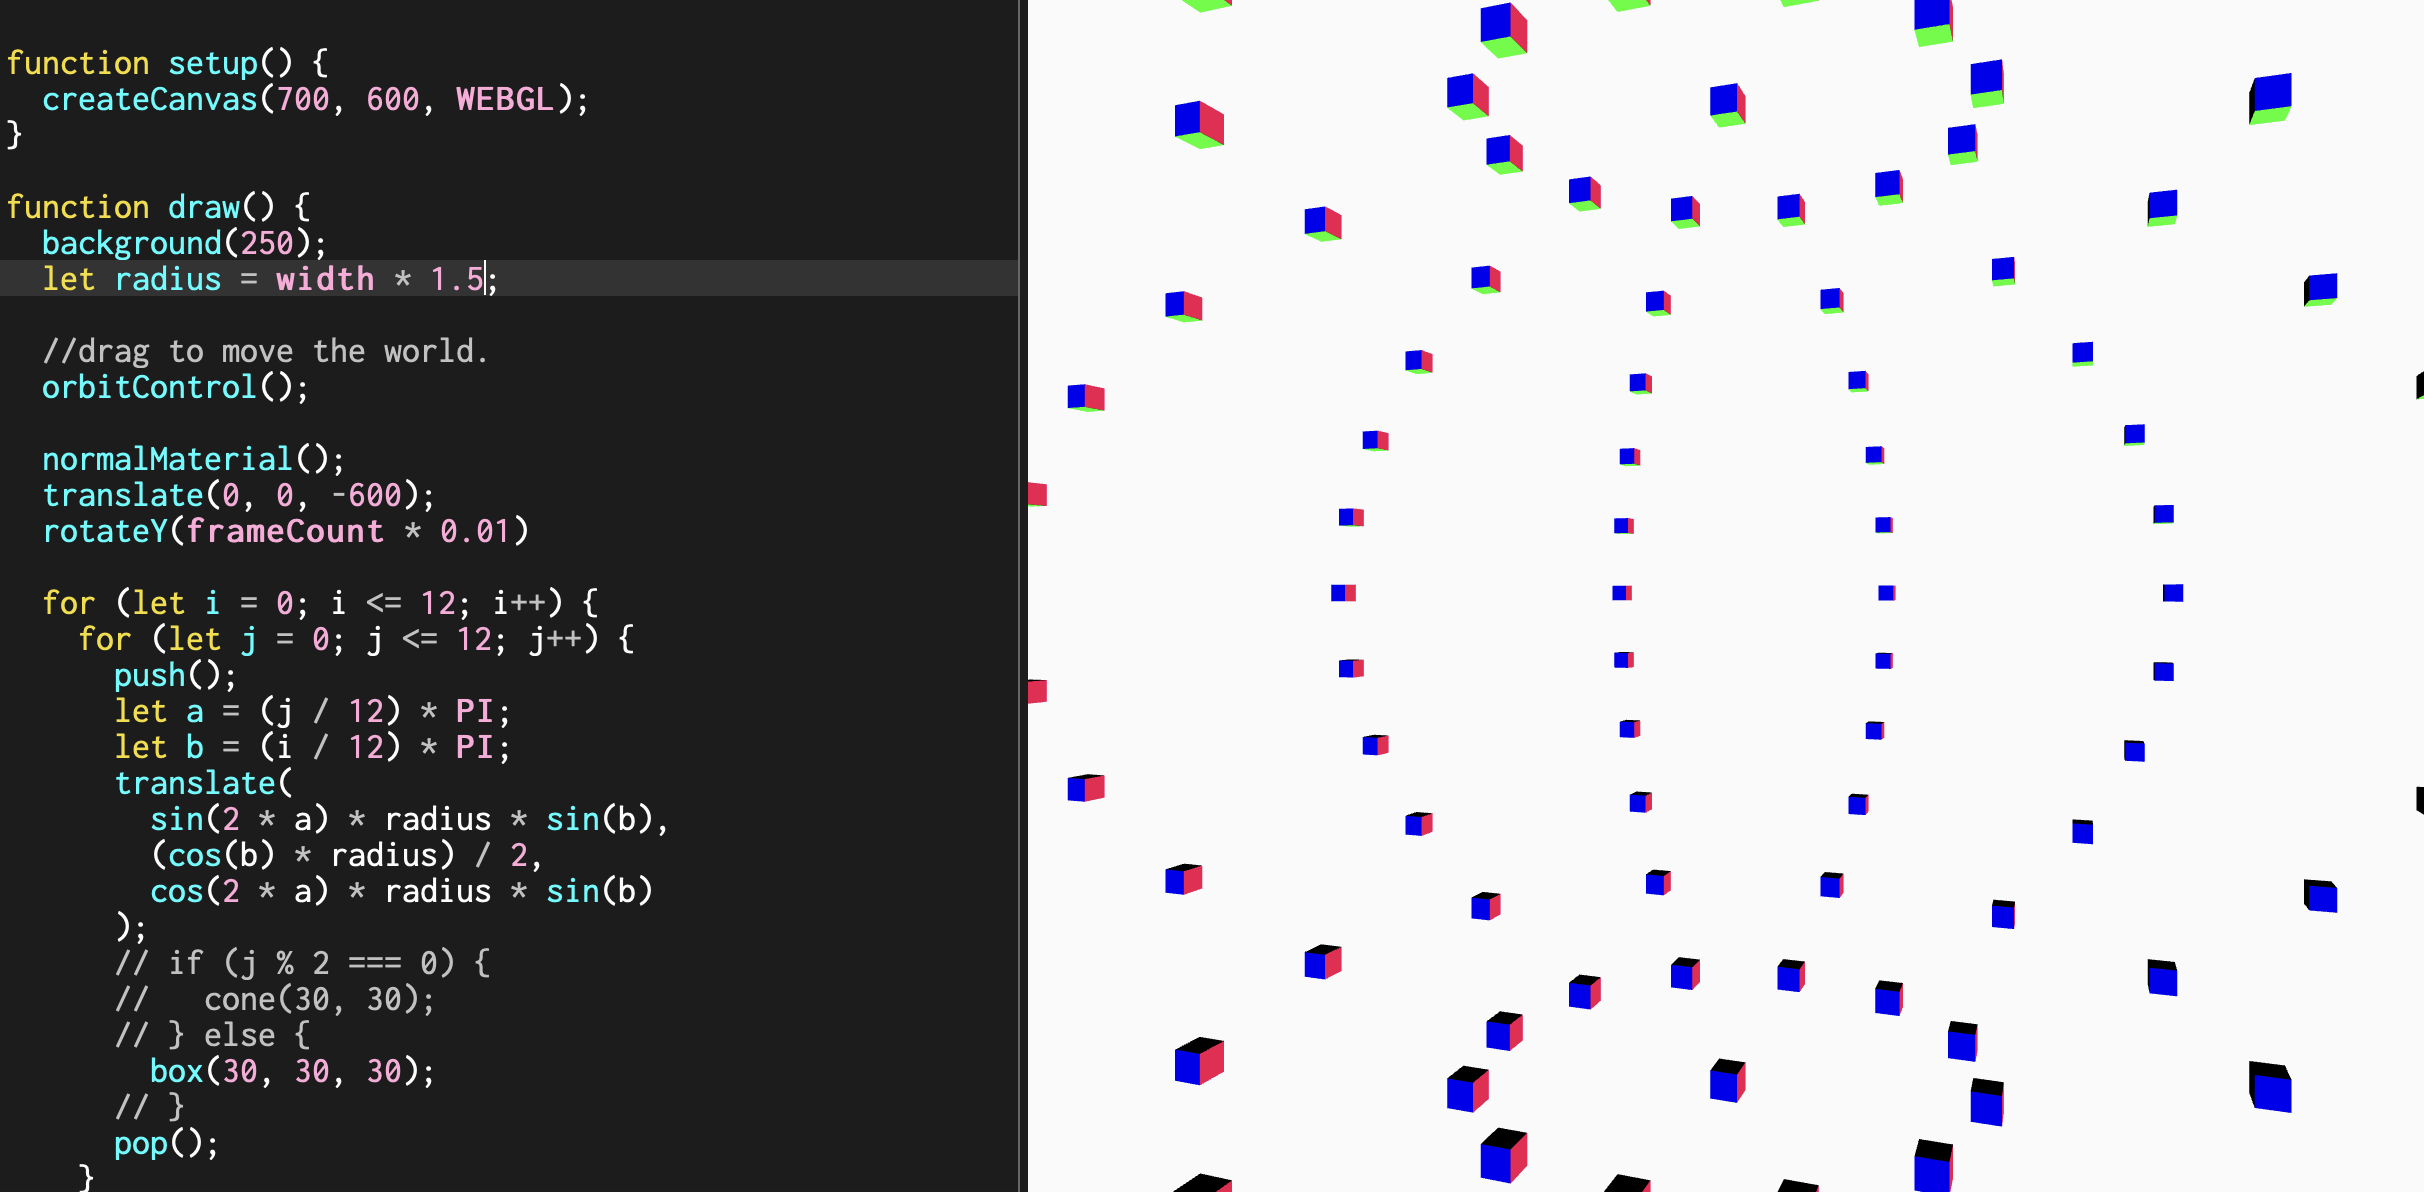 function setup() {
  createCanvas(700, 600, WEBGL);
}
function draw() {
  background(250);
  let radius = width * 1.5;
  //drag to move the world.
  orbitControl();
  normalMaterial();
  translate(0, 0, -600);
  rotateY(frameCount * 0.01)
  for (let i = 0; i <= 12; i++) {
    for (let j = 0; j <= 12; j++) {
      push();
      let a = (j / 12) * PI;
      let b = (i / 12) * PI;
      translate(
        sin(2 * a) * radius * sin(b),
        (cos(b) * radius) / 2,
        cos(2 * a) * radius * sin(b)
      );
      // if (j % 2 === 0) {
      //   cone(30, 30);
      // } else {
        box(30, 30, 30);
      // }
      pop();
    }